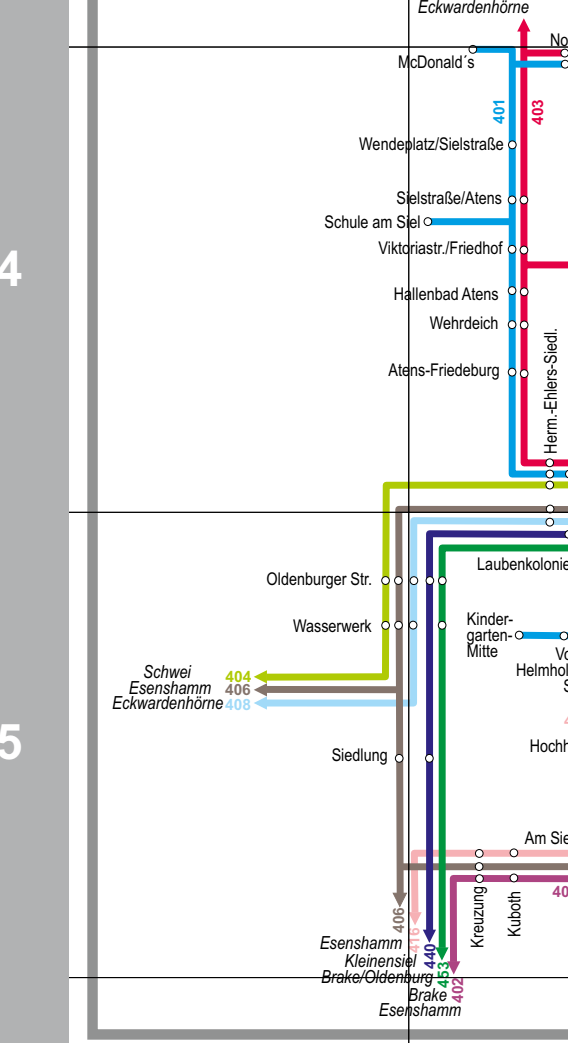 Eckwardenhörne
McDonald´s
401
403
Wendeplatz/Sielstraße
Sielstraße/Atens
Schule am Siel
4
Viktoriastr./Friedhof
Hallenbad Atens
Wehrdeich
Herm.-Ehlers-Siedl.
Atens-Friedeburg
Laubenkolonie
Oldenburger Str.
Wasserwerk
Kinder-
garten-
Mitte
Schwei
404
Esenshamm
406
Eckwardenhörne
408
5
Siedlung
Kreuzung
Kuboth
406
416
440
453
402
Esenshamm
Kleinensiel
Brake/Oldenburg
Brake
Esenshamm